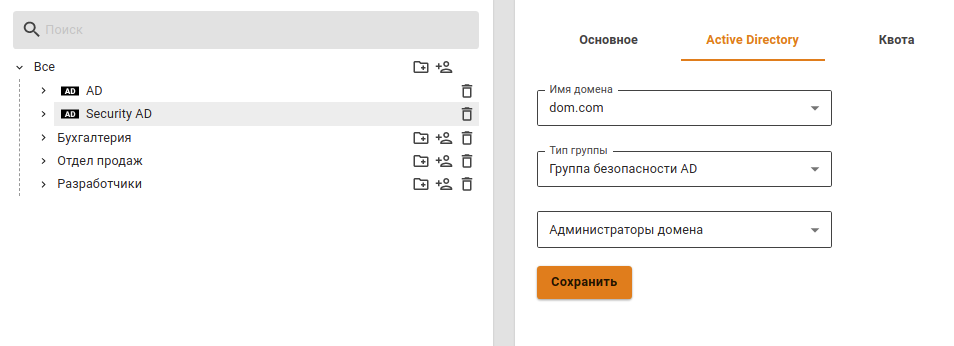 Поиск
Все
AD AD
AD Security AD
Бухгалтерия
Отдел продаж
Разработчики
Основное Active Directory Квота
Имя домена
dom.com
Тип группы
Группа безопасности AD
Администраторы домена
Сохранить